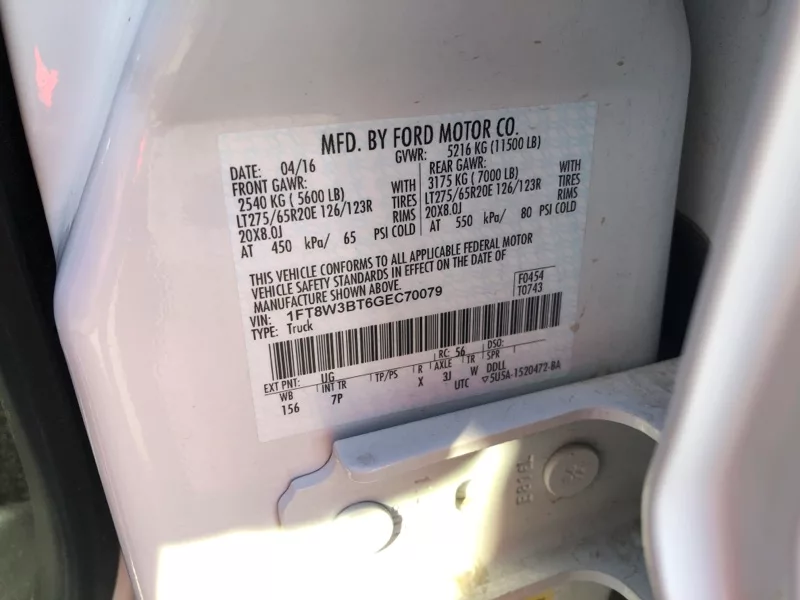 MFD. BY FORD MOTOR CO.
DATE: 04/16 GVWR: 5216 KG (11500 LB)
FRONT GAWR: REAR GAWR:
2540 KG ( 5600 LB) WITH 3175 KG ( 7000 LB) WITH
LT275/65R20E 126/123R TIRES LT275/65R20E 126/123R TIRES
20X8.0J RIMS 20X8.0J RIMS
AT 450 kPa/ 65 PSI COLD AT 550 kPa/ 80 PSI COLD
THIS VEHICLE CONFORMS TO ALL APPLICABLE FEDERAL MOTOR
VEHICLE SAFETY STANDARDS IN EFFECT ON THE DATE OF
MANUFACTURE SHOWN ABOVE.
F0454
VIN: 1FT8W3BT6GEC70079 T0743
TYPE: Truck
RC: 56 DSO:
EXT PNT: UG
WB INT TR TP/PS R AXLE TR SPR
156 7P X 3J W DDLL
UTC ▽5U5A-1520472-BA